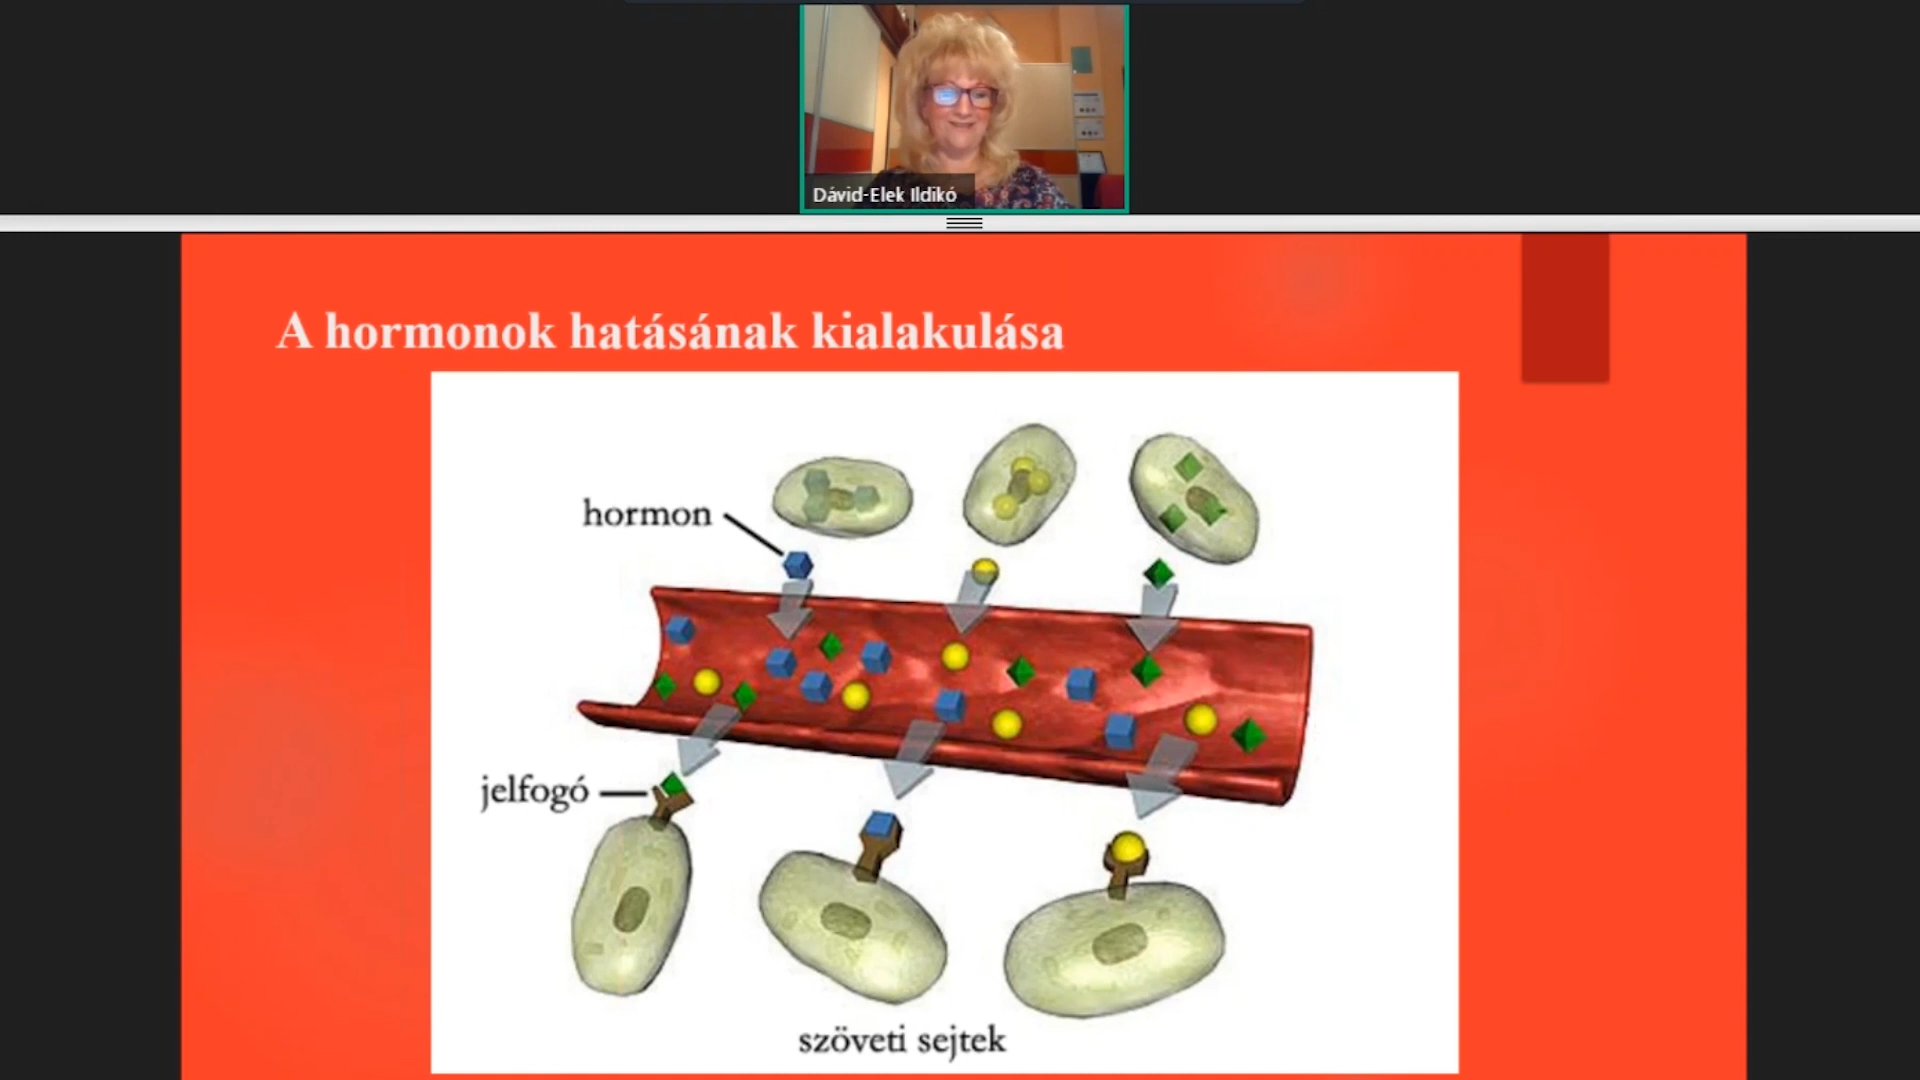 Dávid-Elek Ildikó
A hormonok hatásának kialakulása
hormon
jelfogó
szöveti sejtek